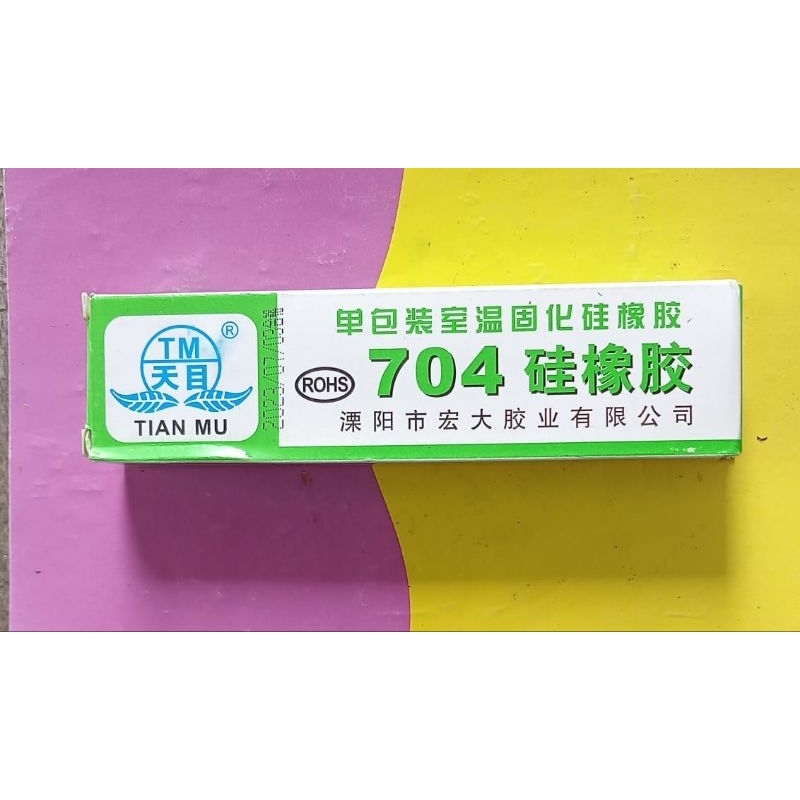 TM
天目
®
TIAN MU
单包装室温固化硅橡胶
ROHS
704 硅橡胶
溧阳市宏大胶业有限公司